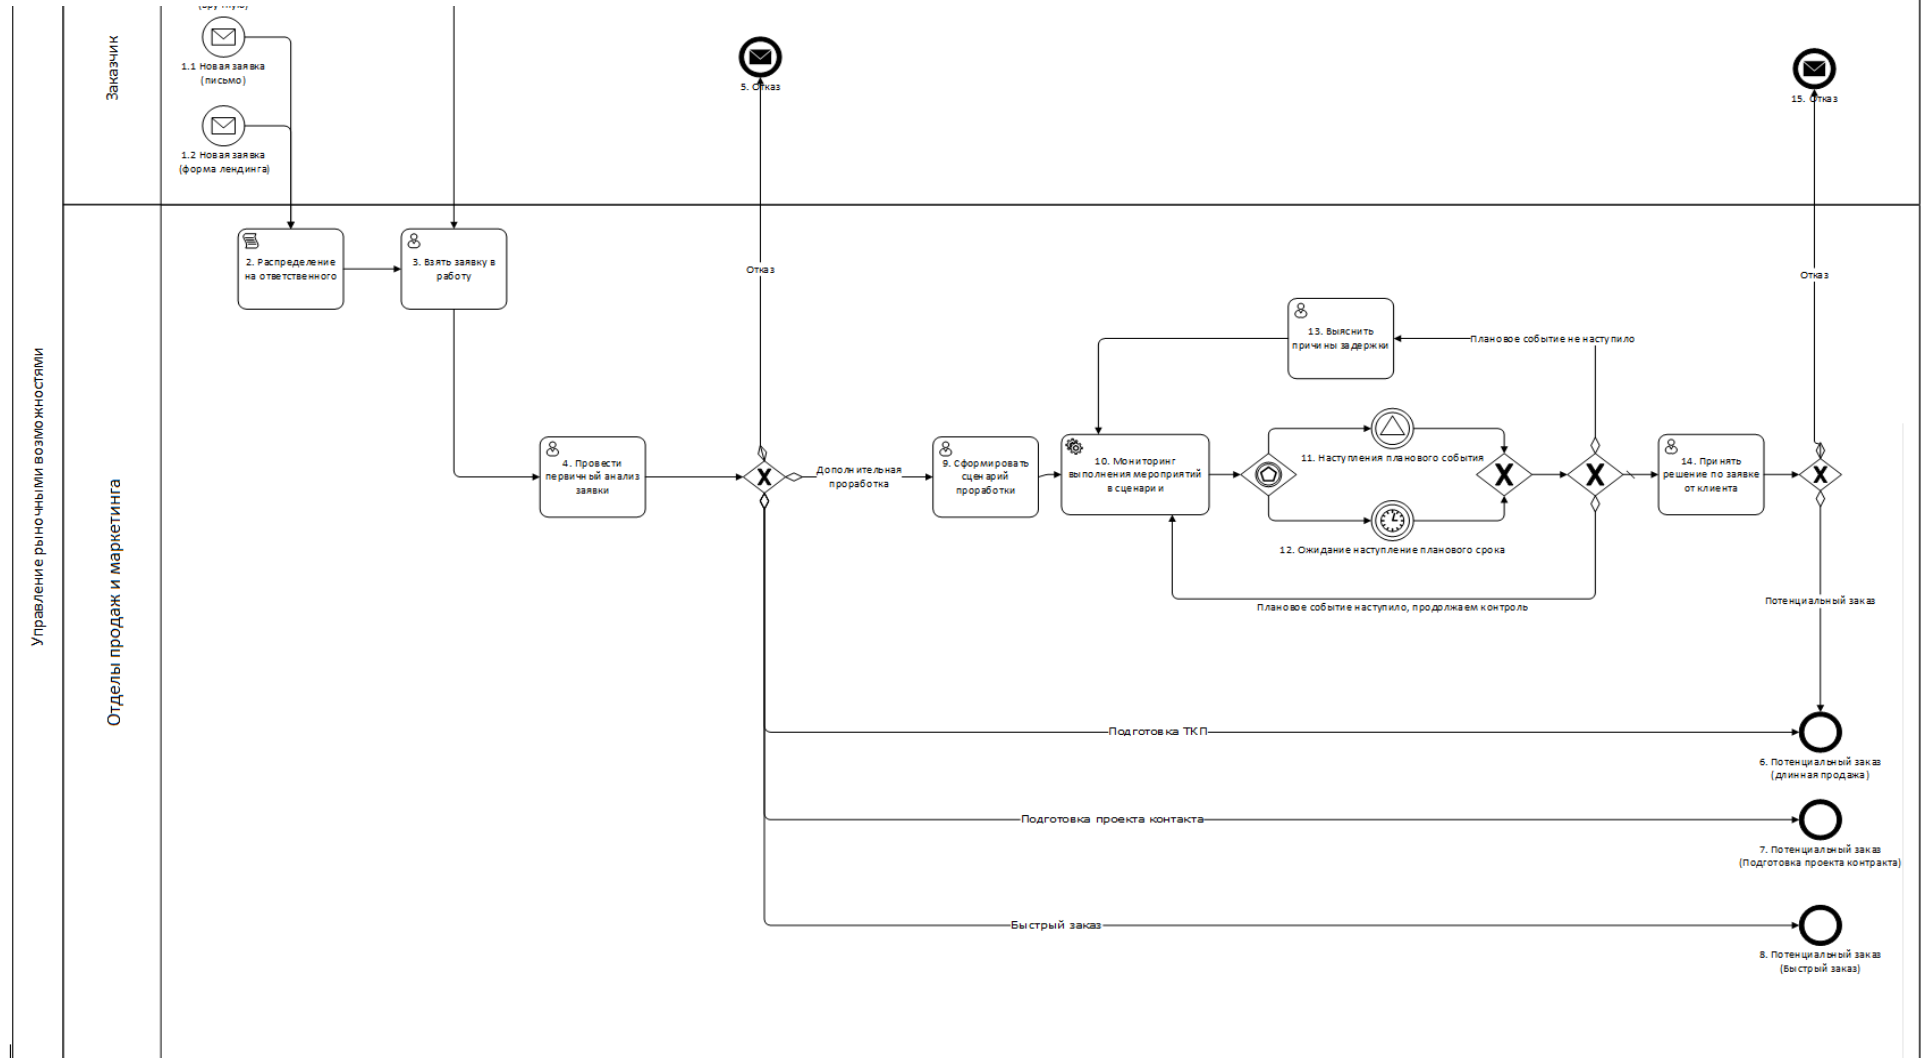 Управление рыночными возможностями
Заказчик
Отделы продаж и маркетинга
1.1 Новая заявка
(письмо)
1.2 Новая заявка
(форма лендинга)
5. Отказ
15. Отказ
2. Распределение
на ответственного
3. Взять заявку в
работу
Отказ
Отказ
13. Выяснить
причины задержки
Плановое событие не наступило
4. Провести
первичный анализ
заявки
Дополнительная
проработка
9. Сформировать
сценарий
проработки
10. Мониторинг
выполнения мероприятий
в сценарии
11. Наступления планового события
12. Ожидание наступление планового срока
14. Принять
решение по заявке
от клиента
Плановое событие наступило, продолжаем контроль
Потенциальный заказ
Подготовка ТКП
6. Потенциальный заказ
(длинная продажа)
Подготовка проекта контакта
7. Потенциальный заказ
(Подготовка проекта контракта)
Быстрый заказ
8. Потенциальный заказ
(Быстрый заказ)